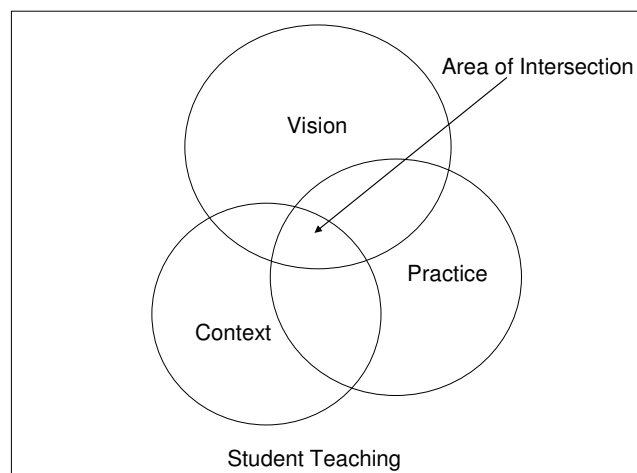 Area of Intersection
Vision
Practice
Context
Student Teaching